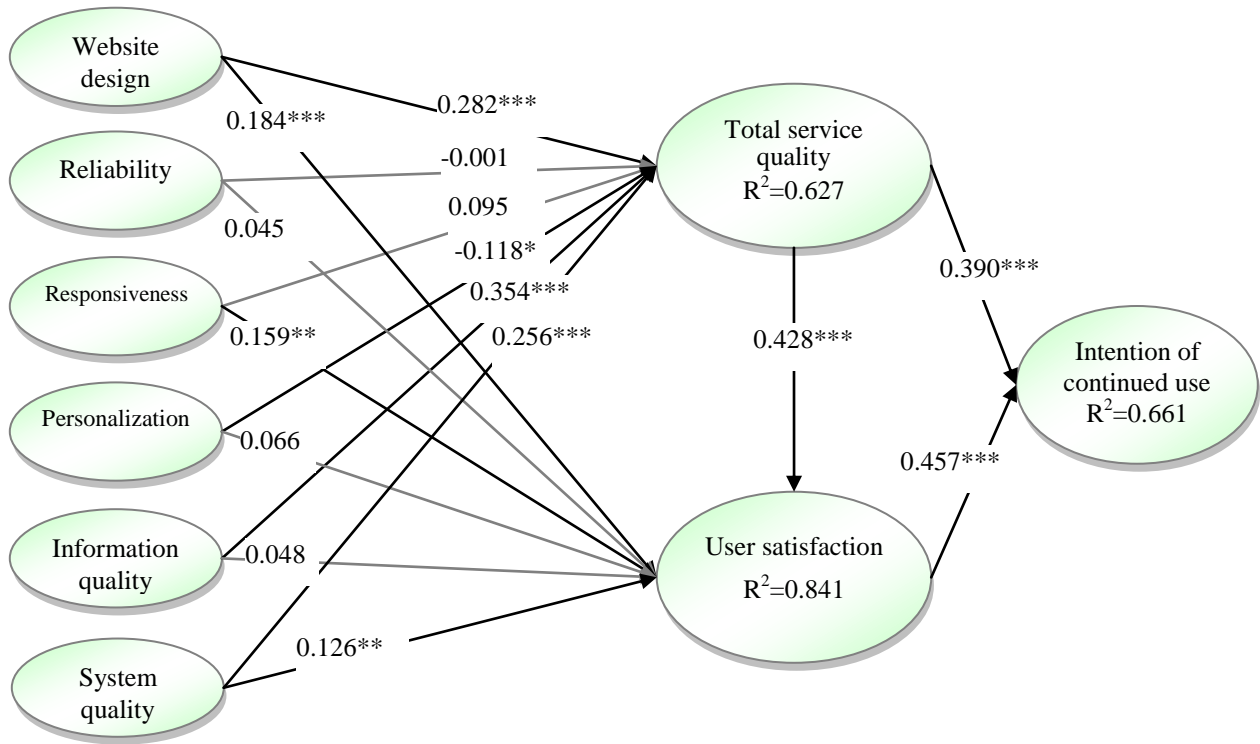 Website
design
0.282***
0.184***
Total service
quality
R²=0.627
Reliability
-0.001
0.045
0.095
-0.118*
0.390***
Responsiveness
0.354***
0.159**
0.256***
0.428***
Intention of
continued use
R²=0.661
Personalization
0.066
0.457***
Information
quality
0.048
User satisfaction
R²=0.841
0.126**
System
quality